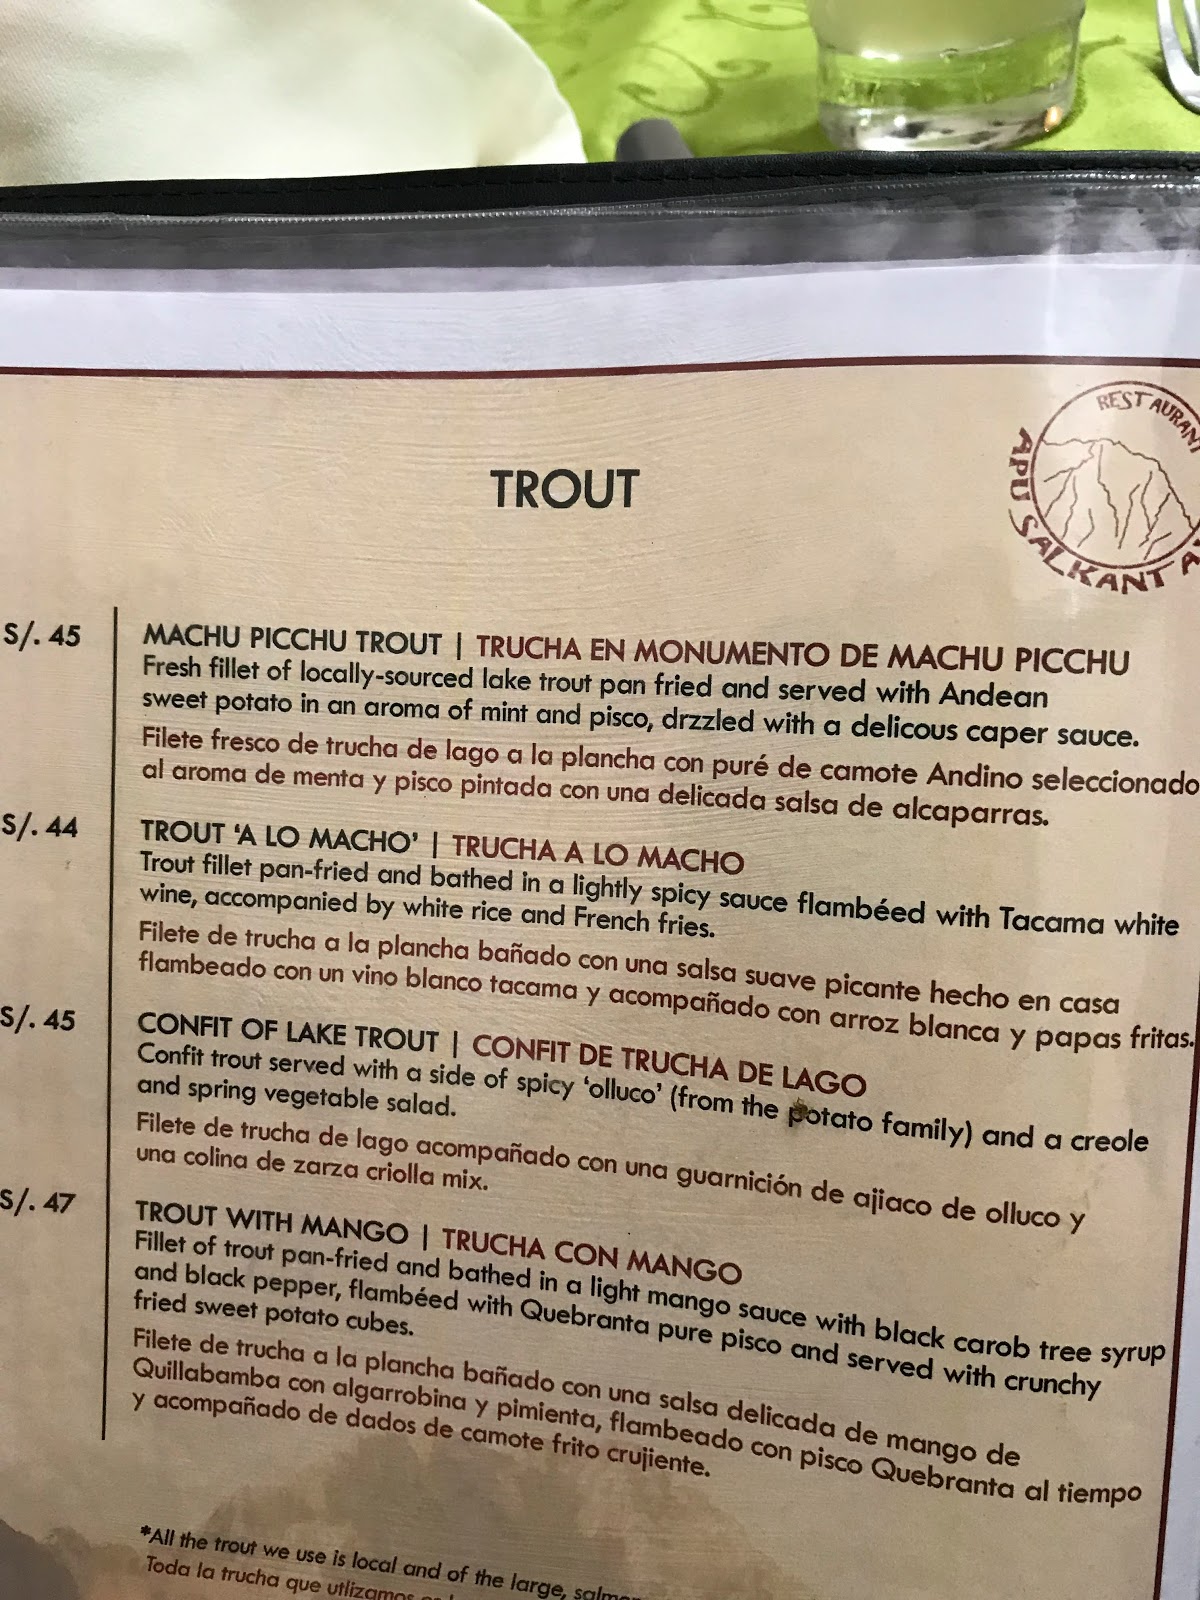 RESTAURANT
APU SALKANT
TROUT
S/. 45
MACHU PICCHU TROUT | TRUCHA EN MONUMENTO DE MACHU PICCHU
Fresh fillet of locally-sourced lake trout pan fried and served with Andean
sweet potato in an aroma of mint and pisco, drzzled with a delicous caper sauce.
Filete fresco de trucha de lago a la plancha con puré de camote Andino seleccionado
al aroma de menta y pisco pintada con una delicada salsa de alcaparras.
S/. 44
TROUT ‘A LO MACHO’ | TRUCHA A LO MACHO
Trout fillet pan-fried and bathed in a lightly spicy sauce flambéed with Tacama white
wine, accompanied by white rice and French fries.
Filete de trucha a la plancha bañado con una salsa suave picante hecho en casa
flambeado con un vino blanco tacama y acompañado con arroz blanca y papas fritas.
S/. 45
CONFIT OF LAKE TROUT | CONFIT DE TRUCHA DE LAGO
Confit trout served with a side of spicy ‘olluco’ (from the potato family) and a creole
and spring vegetable salad.
Filete de trucha de lago acompañado con una guarnición de ajiaco de olluco y
una colina de zarza criolla mix.
S/. 47
TROUT WITH MANGO | TRUCHA CON MANGO
Fillet of trout pan-fried and bathed in a light mango sauce with black carob tree syrup
and black pepper, flambéed with Quebranta pure pisco and served with crunchy
fried sweet potato cubes.
Filete de trucha a la plancha bañado con una salsa delicada de mango de
Quillabamba con algarrobina y pimienta, flambeado con pisco Quebranta al tiempo
y acompañado de dados de camote frito crujiente.
*All the trout we use is local and of the large, salmo
Toda la trucha que utlizamos